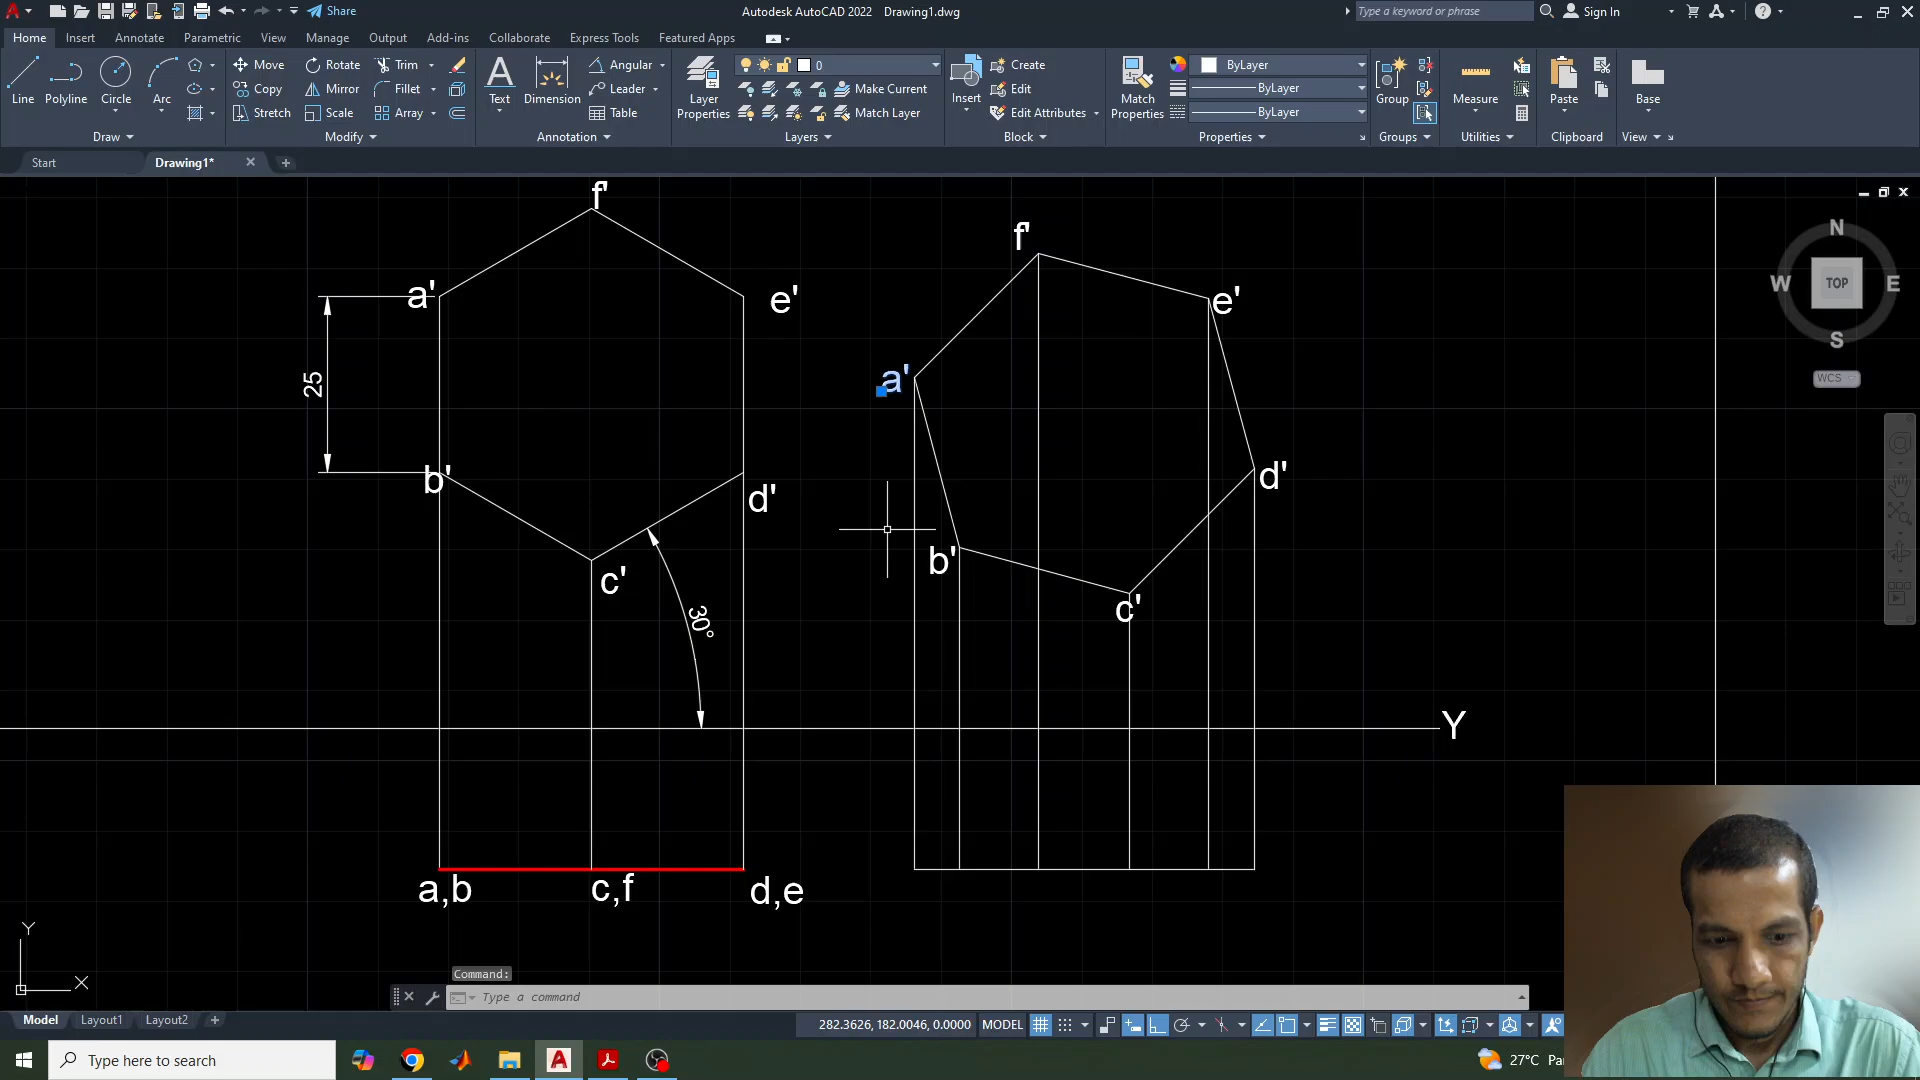 Share
Autodesk AutoCAD 2022 Drawing1.dwg
Type a keyword or phrase
Sign In
Home Insert Annotate Parametric View Manage Output Add-ins Collaborate Express Tools Featured Apps
Line
Polyline
Circle
Arc
Draw
Move
Copy
Stretch
Rotate
Mirror
Scale
Trim
Fillet
Array
Modify
Text
Dimension
Angular
Leader
Table
Annotation
Layer
Properties
0
Make Current
Match Layer
Layers
Insert
Create
Edit
Edit Attributes
Block
Match
Properties
ByLayer
ByLayer
ByLayer
Properties
Group
Groups
Measure
Utilities
Paste
Clipboard
Base
View
Start
Drawing1*
N
W
TOP
E
S
WCS
f'
a'
e'
25
b'
d'
c'
30°
a,b
c,f
d,e
f'
e'
a'
d'
b'
c'
Y
Y
X
Command:
Type a command
Model Layout1 Layout2
282.3626, 182.0046, 0.0000 MODEL
Type here to search
27°C